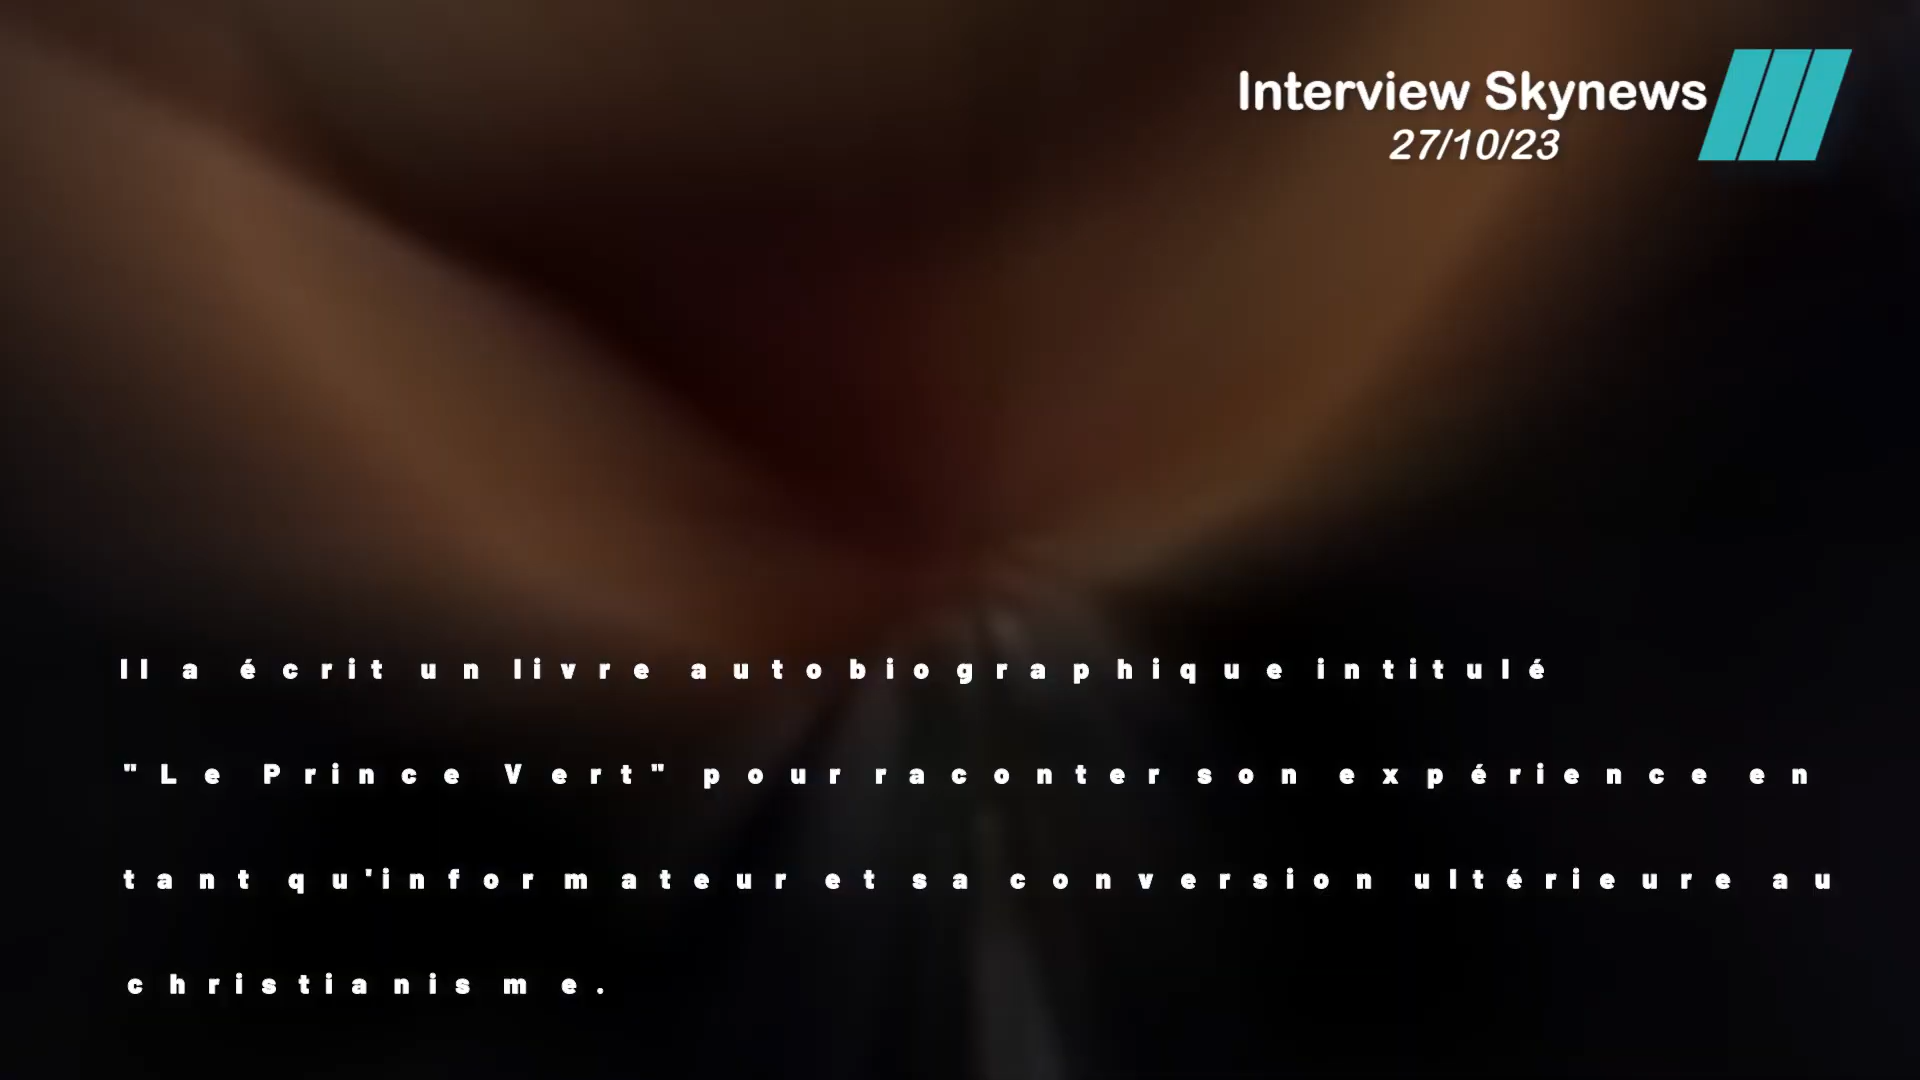 Interview Skynews
27/10/23
Il a écrit un livre autobiographique intitulé
"Le Prince Vert" pour raconter son expérience en
tant qu'informateur et sa conversion ultérieure au
christianisme.